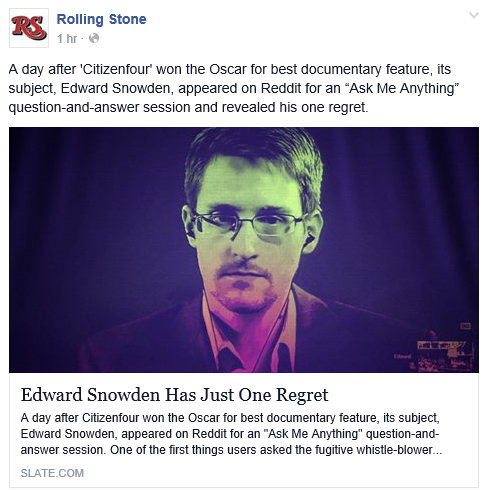 RS
Rolling Stone
1 hr ·
A day after 'Citizenfour' won the Oscar for best documentary feature, its
subject, Edward Snowden, appeared on Reddit for an “Ask Me Anything”
question-and-answer session and revealed his one regret.
Edward
Edward Snowden Has Just One Regret
A day after Citizenfour won the Oscar for best documentary feature, its subject,
Edward Snowden, appeared on Reddit for an "Ask Me Anything" question-and-
answer session. One of the first things users asked the fugitive whistle-blower...
SLATE.COM